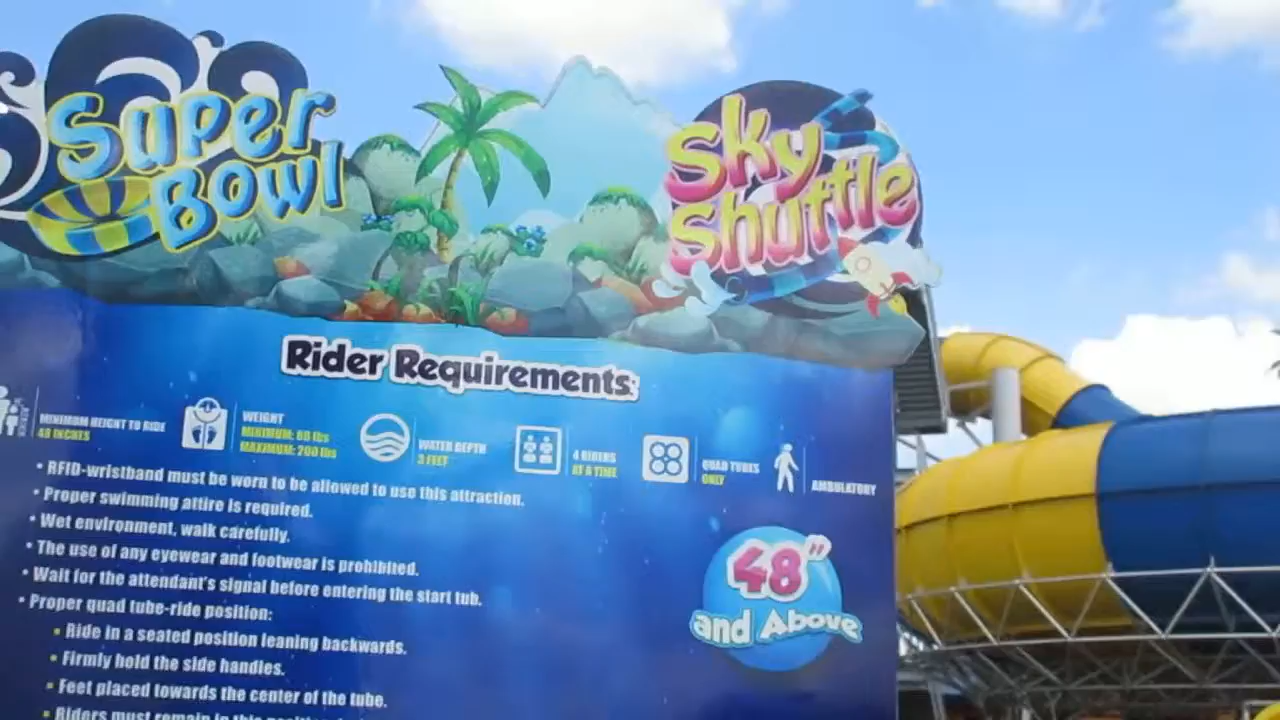 Super
Bowl
Sky
Shuttle
Rider Requirements
MINIMUM HEIGHT TO RIDE
48 INCHES
WEIGHT
MINIMUM: 60 lbs
MAXIMUM: 200 lbs
WATER DEPTH
3 FEET
4 RIDERS
AT A TIME
QUAD TUBES
ONLY
AMBULATORY
• RFID-wristband must be worn to be allowed to use this attraction.
• Proper swimming attire is required.
• Wet environment, walk carefully.
• The use of any eyewear and footwear is prohibited.
• Wait for the attendant's signal before entering the start tub.
• Proper quad tube-ride position:
• Ride in a seated position leaning backwards.
• Firmly hold the side handles.
• Feet placed towards the center of the tube.
• Riders must remain in this
48"
and Above